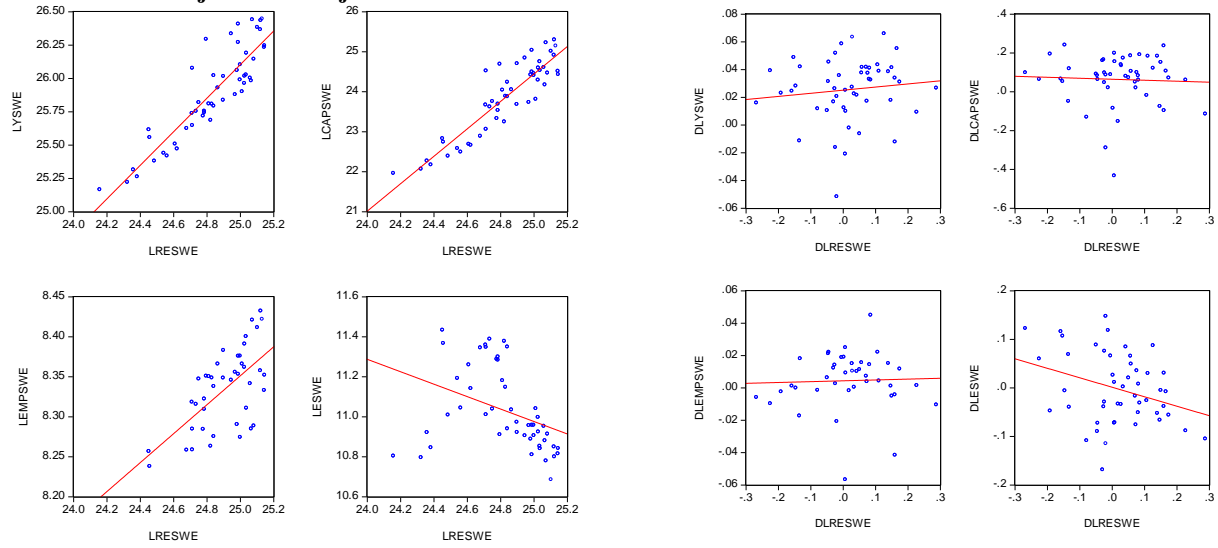 26.50
26.25
26.00
25.75
25.50
25.25
25.00
LYSWE
24.0 24.2 24.4 24.6 24.8 25.0 25.2
LRESWE
26
25
24
23
22
21
LCAPSWE
24.0 24.2 24.4 24.6 24.8 25.0 25.2
LRESWE
.08
.06
.04
.02
.00
-.02
-.04
-.06
DLYSWE
-.3 -.2 -.1 .0 .1 .2 .3
DLRESWE
.4
.2
.0
-.2
-.4
-.6
DLCAPSWE
-.3 -.2 -.1 .0 .1 .2 .3
DLRESWE
8.45
8.40
8.35
8.30
8.25
8.20
LEMPSWE
24.0 24.2 24.4 24.6 24.8 25.0 25.2
LRESWE
11.6
11.4
11.2
11.0
10.8
10.6
LESWE
24.0 24.2 24.4 24.6 24.8 25.0 25.2
LRESWE
.06
.04
.02
.00
-.02
-.04
-.06
DLEMPSWE
-.3 -.2 -.1 .0 .1 .2 .3
DLRESWE
.2
.1
.0
-.1
-.2
DLESWE
-.3 -.2 -.1 .0 .1 .2 .3
DLRESWE